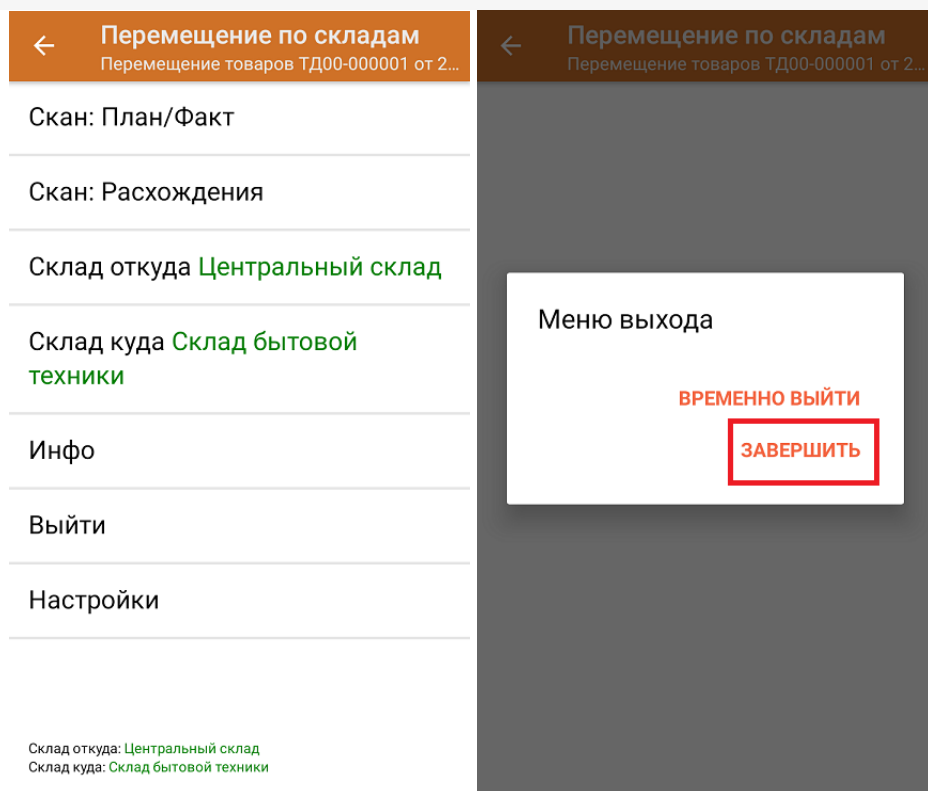 Перемещение по складам
Перемещение товаров ТД00-000001 от 2...
Скан: План/Факт
Скан: Расхождения
Склад откуда Центральный склад
Склад куда Склад бытовой
техники
Инфо
Выйти
Настройки
Склад откуда: Центральный склад
Склад куда: Склад бытовой техники
Перемещение по складам
Перемещение товаров ТД00-000001 от 2...
Меню выхода
ВРЕМЕННО ВЫЙТИ
ЗАВЕРШИТЬ